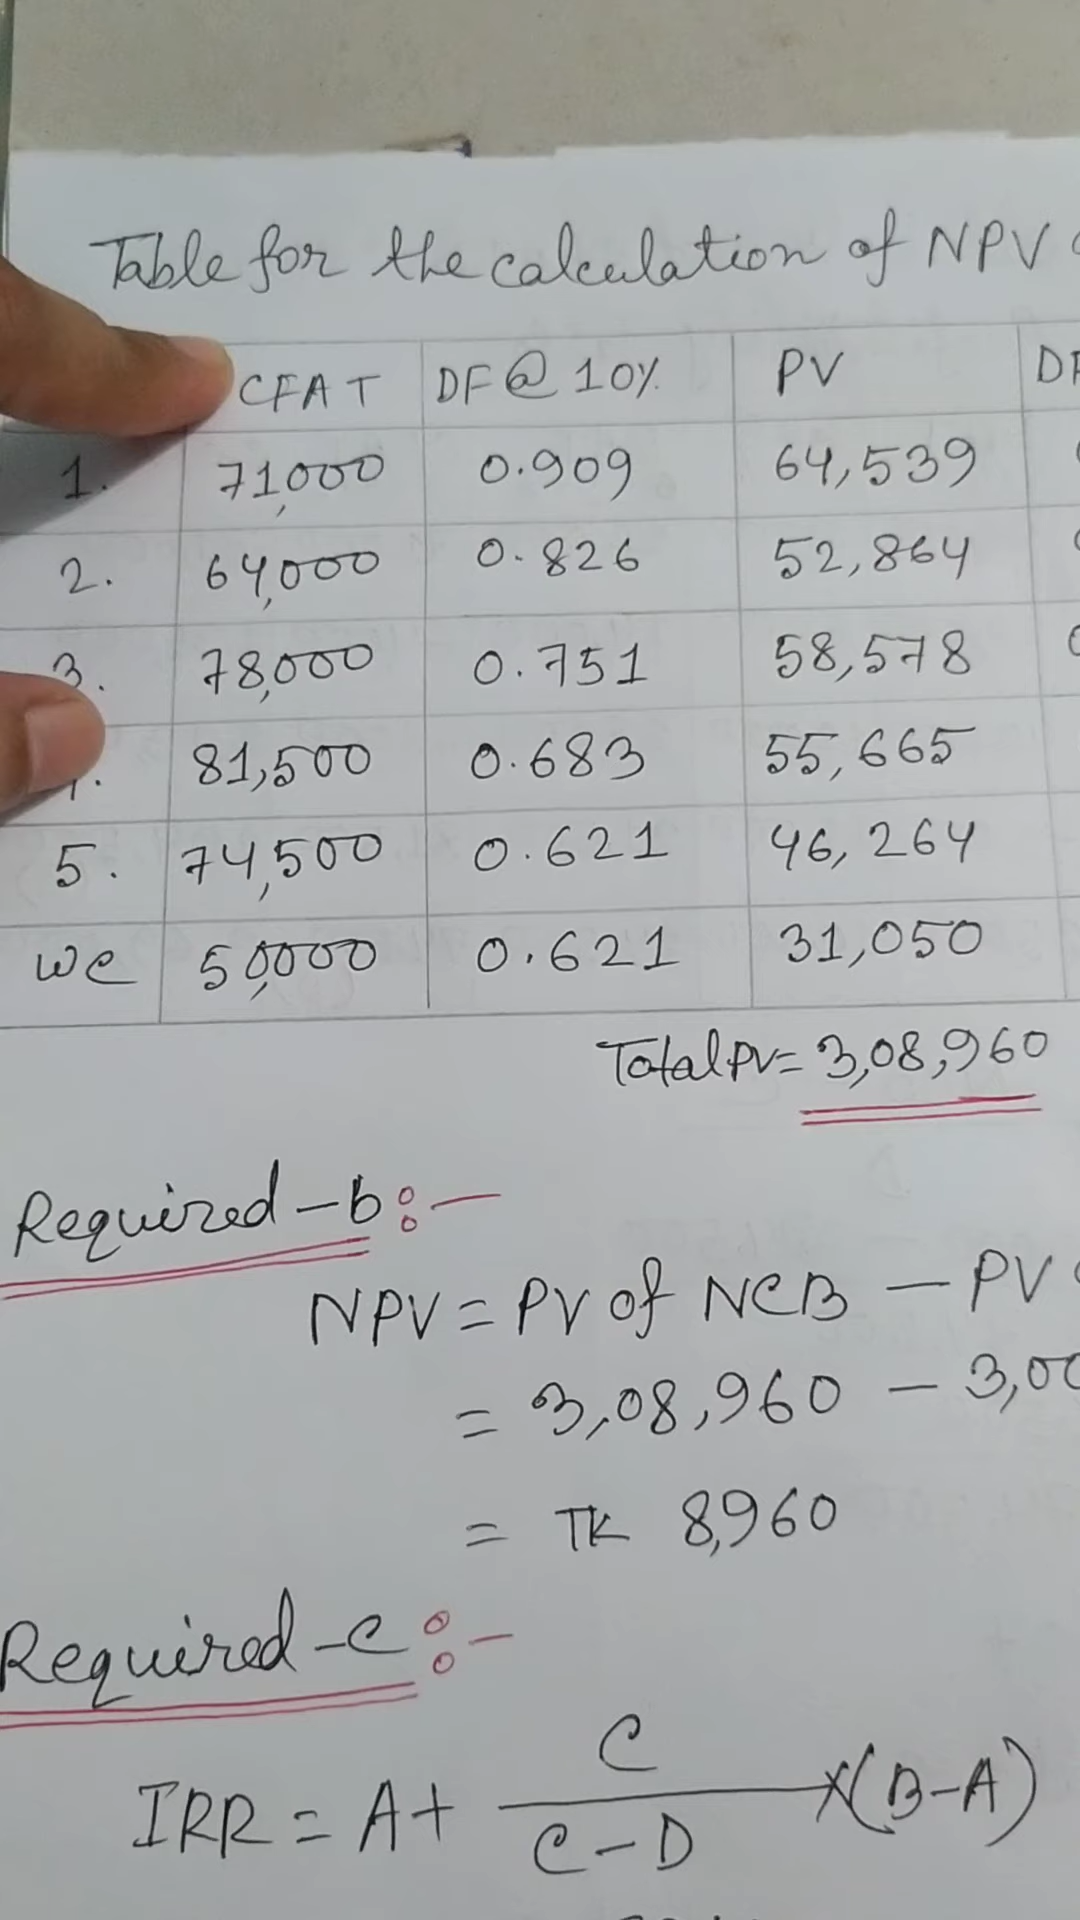 Table for the calculation of NPV
CFAT DF@10% PV DF
1. 71,000 0.909 64,539
2. 64,000 0.826 52,864
3. 78,000 0.751 58,578
81,500 0.683 55,665
5. 74,500 0.621 46,264
WC 50,000 0.621 31,050
Total PV= 3,08,960
Required-b:-
NPV = PV of NCB - PV
= 3,08,960 - 3,00
= TK 8,960
Required-c:-
IRR = A+ C/C-D ×(B-A)